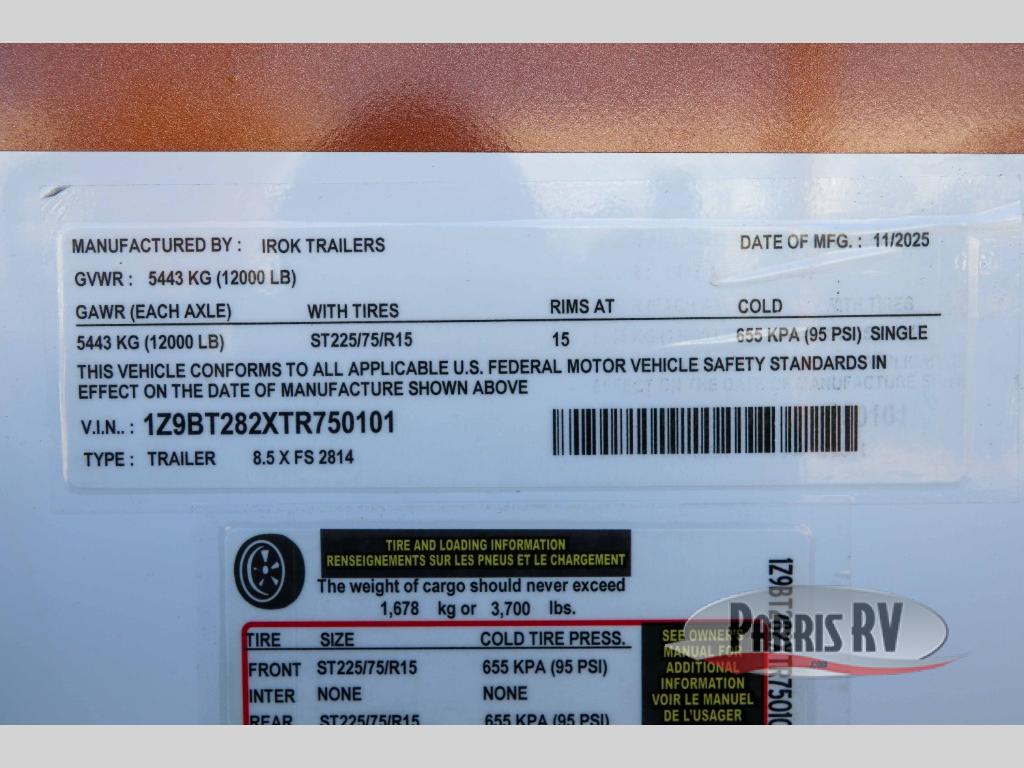 MANUFACTURED BY : IROK TRAILERS DATE OF MFG. : 11/2025
GVWR : 5443 KG (12000 LB)
GAWR (EACH AXLE) WITH TIRES RIMS AT COLD
5443 KG (12000 LB) ST225/75/R15 15 655 KPA (95 PSI) SINGLE
THIS VEHICLE CONFORMS TO ALL APPLICABLE U.S. FEDERAL MOTOR VEHICLE SAFETY STANDARDS IN
EFFECT ON THE DATE OF MANUFACTURE SHOWN ABOVE
V.I.N.. : 1Z9BT282XTR750101
TYPE : TRAILER 8.5 X FS 2814
TIRE AND LOADING INFORMATION
RENSEIGNEMENTS SUR LES PNEUS ET LE CHARGEMENT
The weight of cargo should never exceed
1,678 kg or 3,700 lbs.
TIRE SIZE COLD TIRE PRESS.
FRONT ST225/75/R15 655 KPA (95 PSI)
INTER NONE NONE
REAR ST225/75/R15 655 KPA (95 PSI)
SEE OWNER'S
MANUAL FOR
ADDITIONAL
INFORMATION
VOIR LE MANUEL
DE L'USAGER
PARRIS RV
.com